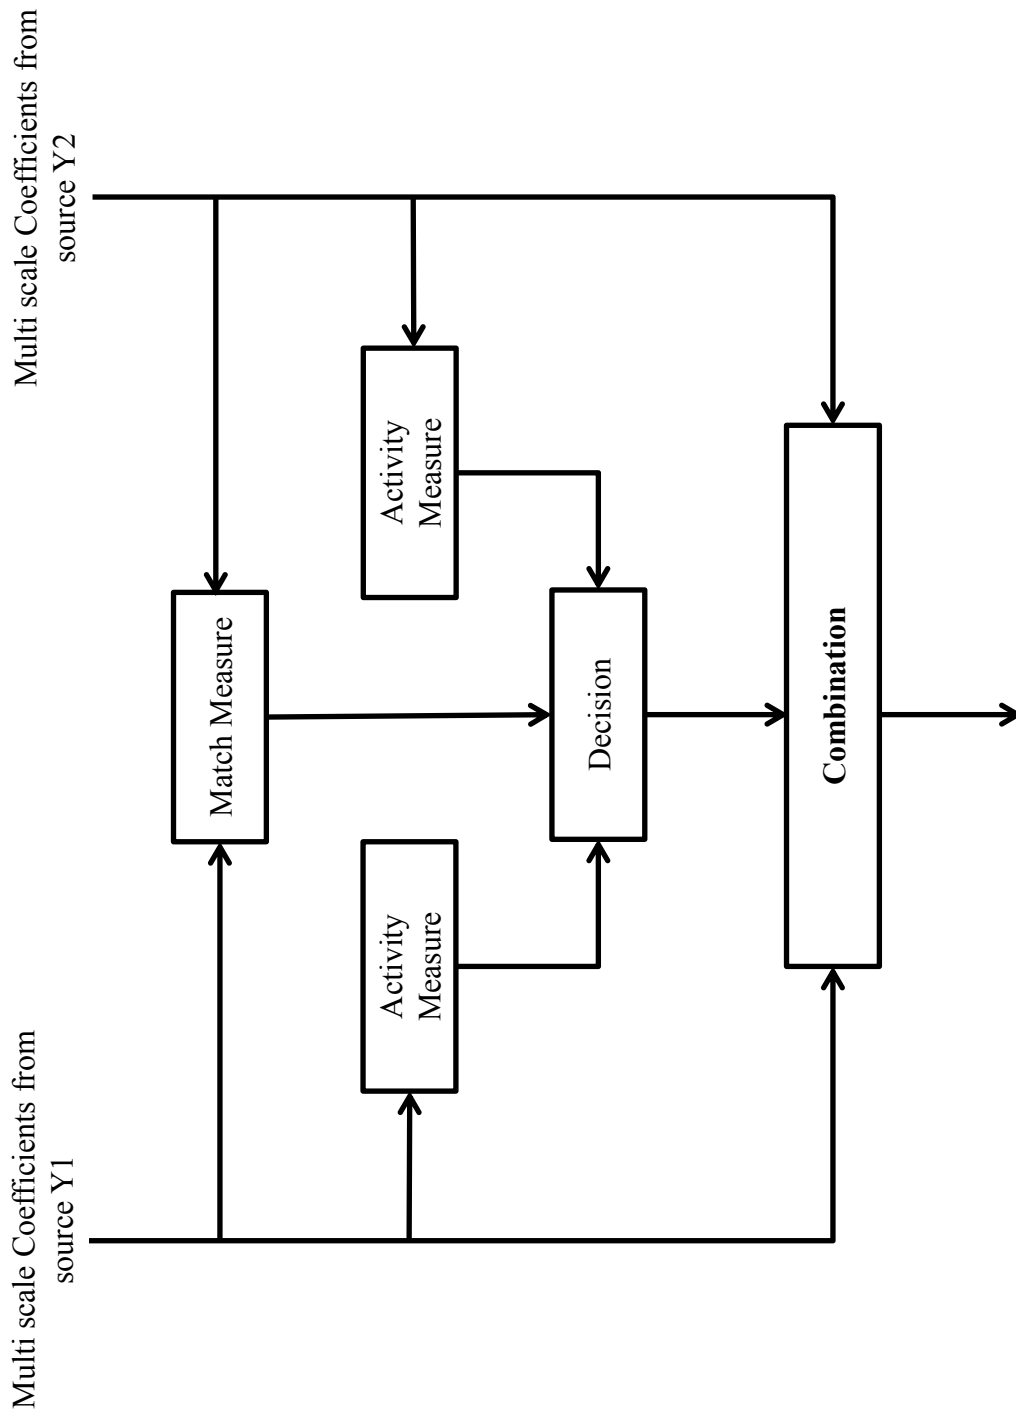 Multi scale Coefficients from
source Y1
Multi scale Coefficients from
source Y2
Match Measure
Activity
Measure
Activity
Measure
Decision
Combination